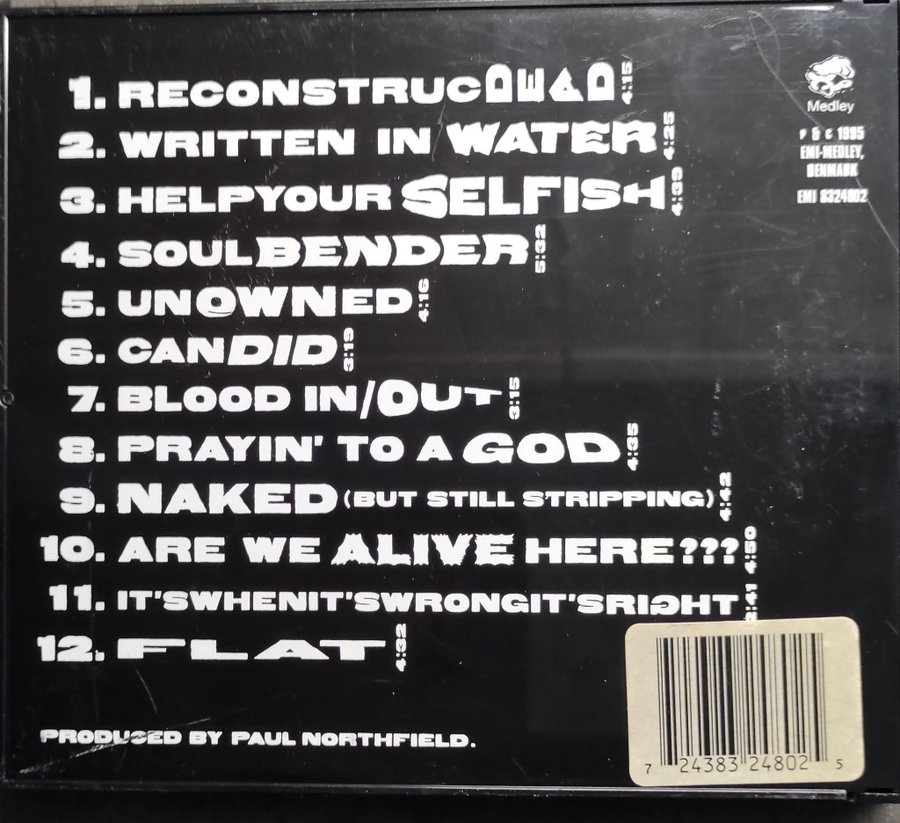 1. RECONSTRUCDEAD 4:15
2. WRITTEN IN WATER 4:25
3. HELPYOUR SELFISH 4:39
4. SOULBENDER 5:32
5. UNOWNED 4:16
6. CANDID 3:19
7. BLOOD IN/OUT 3:15
8. PRAYIN' TO A GOD 4:35
9. NAKED (BUT STILL STRIPPING) 4:42
10. ARE WE ALIVE HERE??? 4:50
11. IT'SWHENIT'SWRONGIT'SRIGHT :41
12. FLAT 4:32
PRODUCED BY PAUL NORTHFIELD.
Medley
P & C 1995
EMI-MEDLEY,
DENMARK
EMI 8324802
7 24383 24802 5